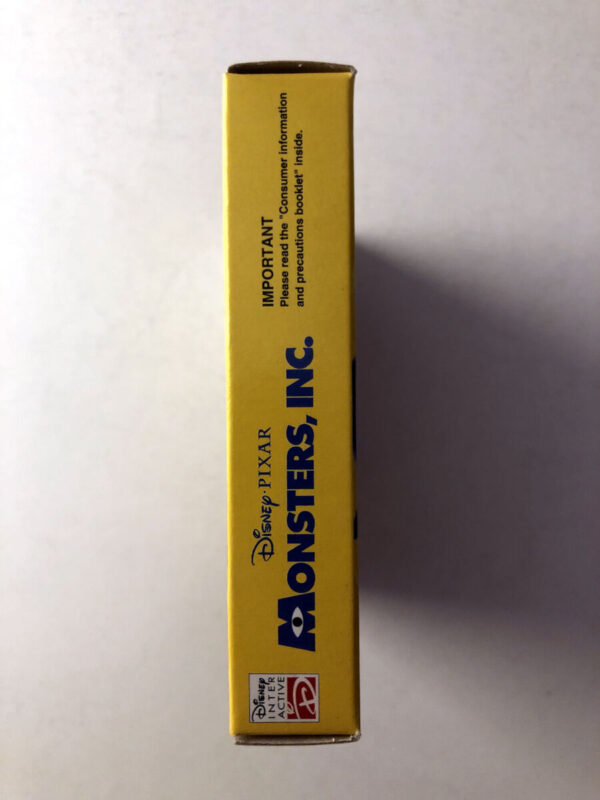 DISNEY
INTER
ACTIVE
DISNEY·PIXAR
MONSTERS, INC.
IMPORTANT
Please read the "Consumer information
and precautions booklet" inside.